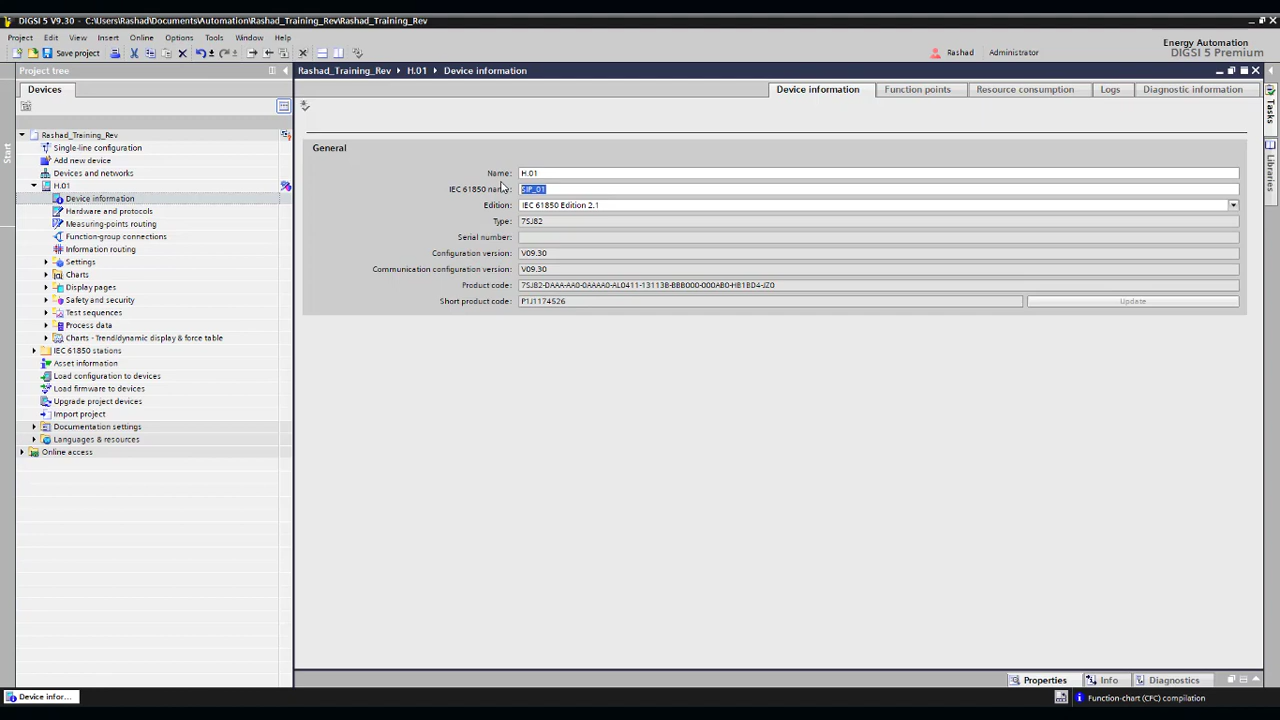 DIGSI 5 V9.30 - C:\Users\Rashad\Documents\Automation\Rashad_Training_Rev\Rashad_Training_Rev
Project Edit View Insert Online Options Tools Window Help
Energy Automation
DIGSI 5 Premium
Save project
Rashad Administrator
Project tree
Rashad_Training_Rev H.01 Device information
Devices
Device information Function points Resource consumption Logs Diagnostic information
Start
Tasks
Libraries
Rashad_Training_Rev
Single-line configuration
Add new device
Devices and networks
H.01
Device information
Hardware and protocols
Measuring-points routing
Function-group connections
Information routing
Settings
Charts
Display pages
Safety and security
Test sequences
Process data
Charts - Trend/dynamic display & force table
IEC 61850 stations
Asset information
Load configuration to devices
Load firmware to devices
Upgrade project devices
Import project
Documentation settings
Languages & resources
Online access
General
Name: H.01
IEC 61850 name: SIP_01
Edition: IEC 61850 Edition 2.1
Type: 7SJ82
Serial number:
Configuration version: V09.30
Communication configuration version: V09.30
Product code: 7SJ82-DAAA-AA0-0AAAA0-AL0411-13113B-BBB000-000AB0-HB1BD4-JZ0
Short product code: P1J1174526 Update
Properties Info Diagnostics
Device infor...
Function-chart (CFC) compilation